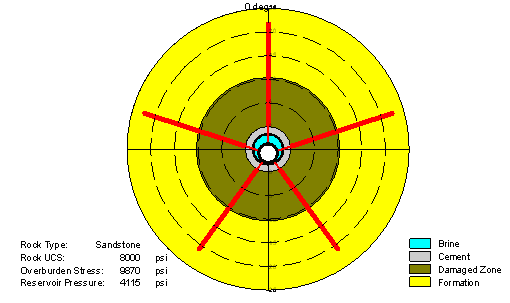 0 degree
Rock Type: Sandstone
Rock UCS: 8000 psi
Overburden Stress: 9870 psi
Reservoir Pressure: 4115 psi
Brine
Cement
Damaged Zone
Formation